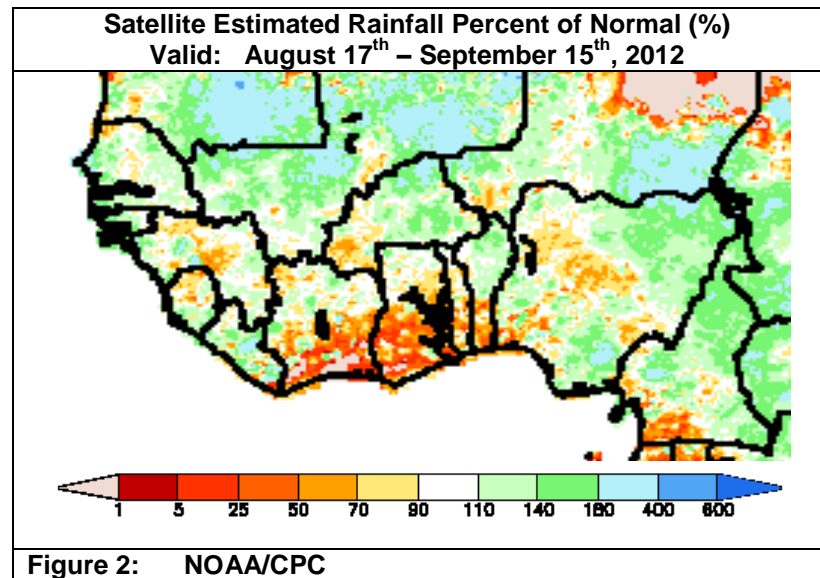 Satellite Estimated Rainfall Percent of Normal (%)
Valid: August 17th – September 15th, 2012
1 5 25 50 70 90 110 140 180 400 600
Figure 2: NOAA/CPC